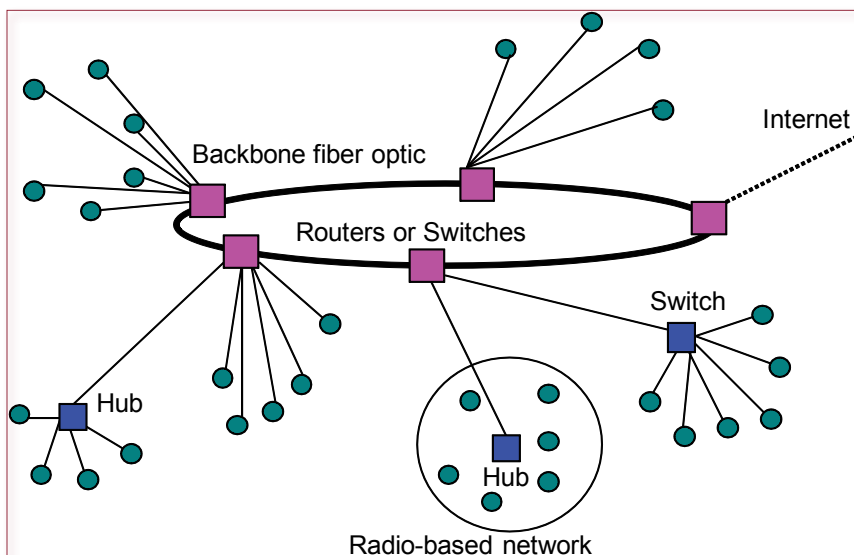 Internet
Backbone fiber optic
Routers or Switches
Switch
Hub
Hub
Radio-based network